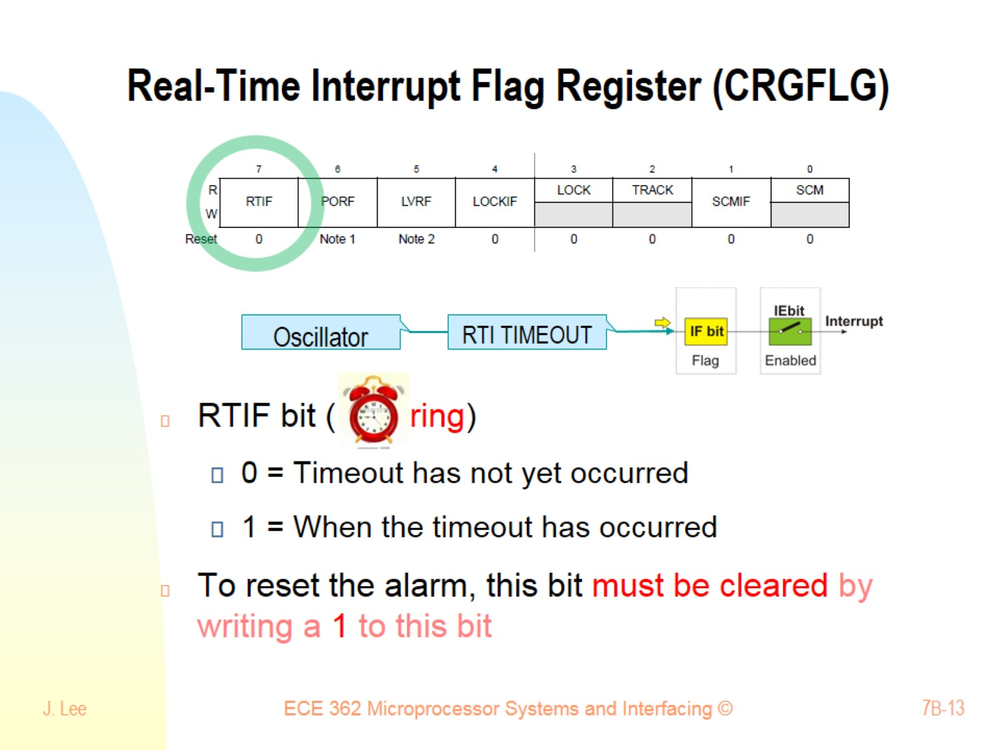 Real-Time Interrupt Flag Register (CRGFLG)
7 6 5 4 3 2 1 0
R RTIF PORF LVRF LOCKIF LOCK TRACK SCMIF SCM
W
Reset 0 Note 1 Note 2 0 0 0 0 0
Oscillator RTI TIMEOUT IF bit IEbit Interrupt
Flag Enabled
RTIF bit ( ring)
0 = Timeout has not yet occurred
1 = When the timeout has occurred
To reset the alarm, this bit must be cleared by
writing a 1 to this bit
J. Lee ECE 362 Microprocessor Systems and Interfacing © 7B-13